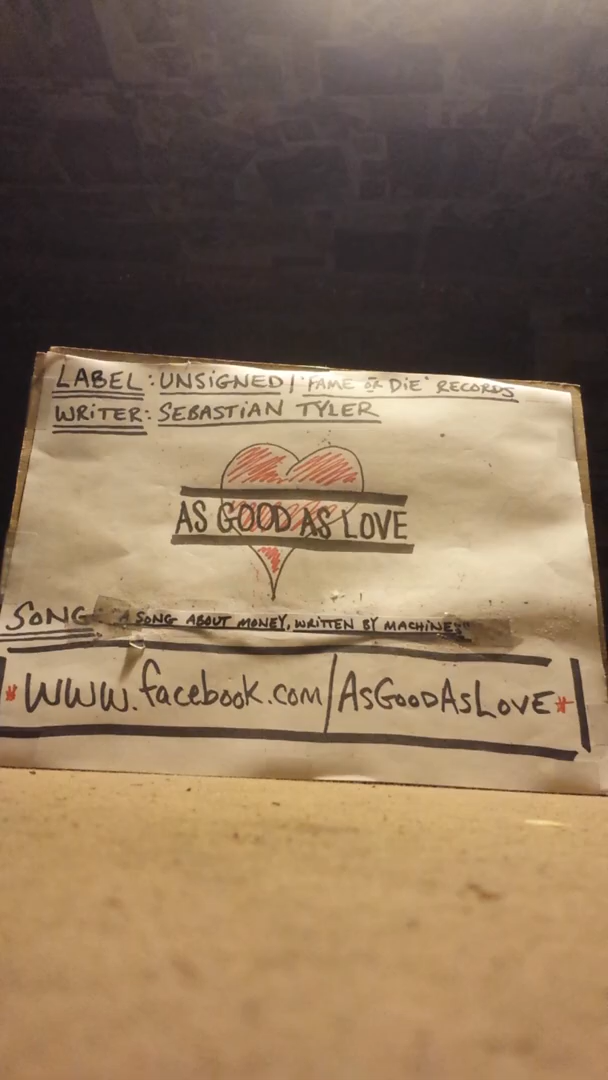 LABEL: UNSIGNED / 'FAME OR DIE' RECORDS
WRITER: SEBASTIAN TYLER
AS GOOD AS LOVE
SONG: "A SONG ABOUT MONEY, WRITTEN BY MACHINES"
*WWW.facebook.com/ASGOODASLOVE*